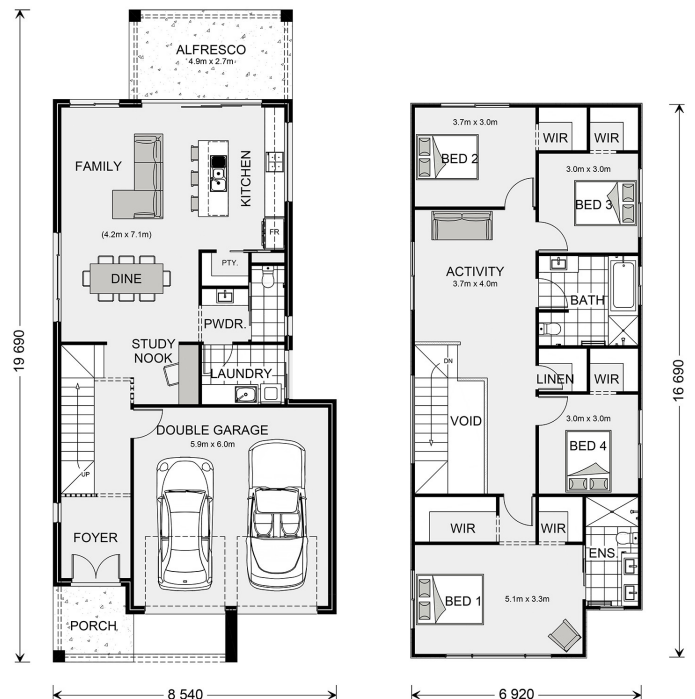 ALFRESCO
4.9m x 2.7m
FAMILY
KITCHEN
(4.2m x 7.1m)
FR
PTY.
DINE
PWDR.
STUDY
NOOK
LAUNDRY
DOUBLE GARAGE
5.9m x 6.0m
UP
FOYER
PORCH
19 690
8 540
3.7m x 3.0m
WIR
WIR
BED 2
3.0m x 3.0m
BED 3
ACTIVITY
3.7m x 4.0m
BATH
DN
LINEN
WIR
VOID
3.0m x 3.0m
BED 4
WIR
WIR
ENS.
BED 1
5.1m x 3.3m
16 690
6 920